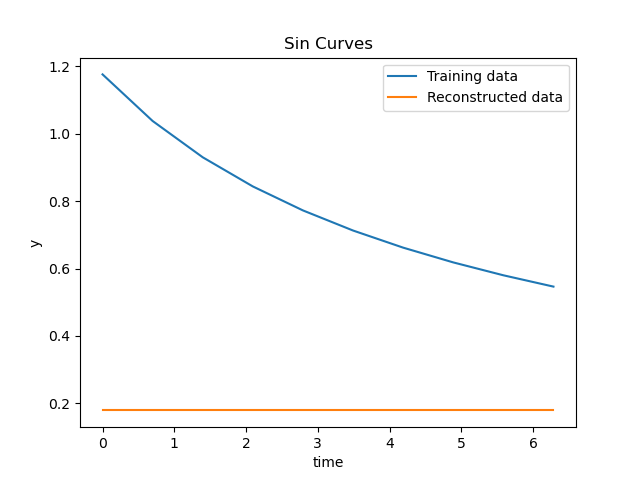 Sin Curves
Training data
Reconstructed data
y
1.2
1.0
0.8
0.6
0.4
0.2
0 1 2 3 4 5 6
time